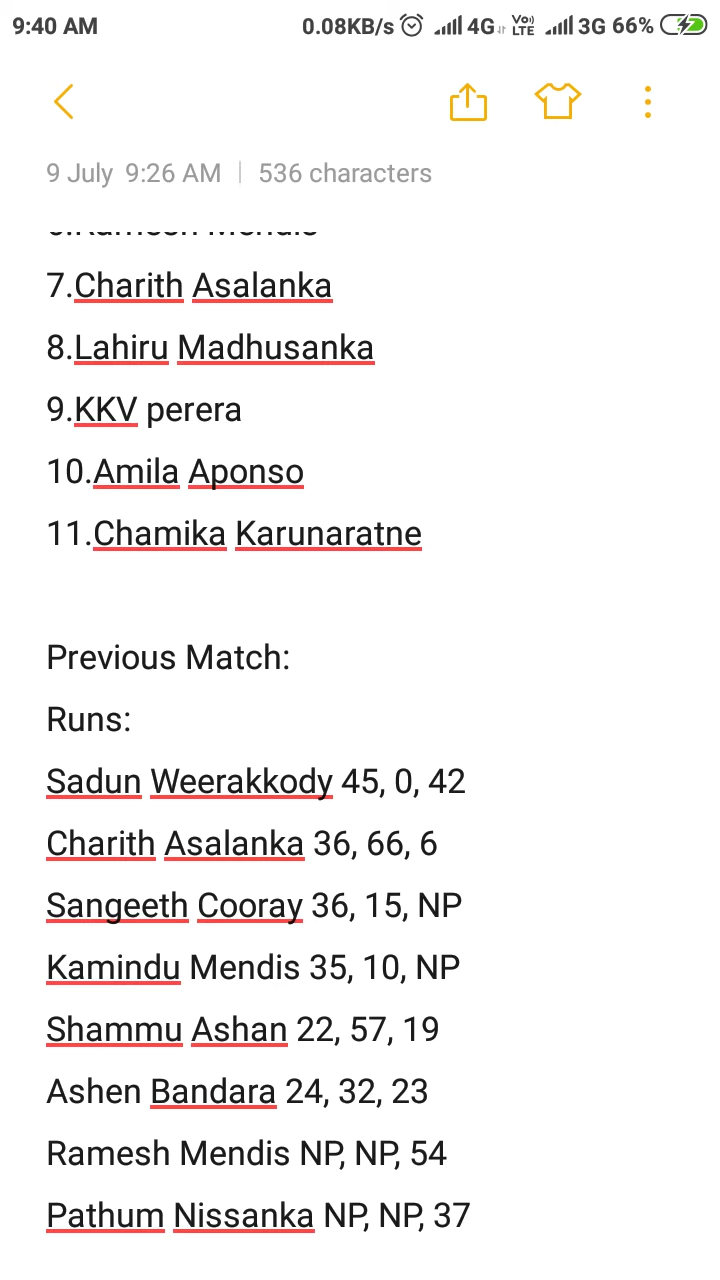 9:40 AM 0.08KB/s 4G VoLTE 3G 66%
9 July 9:26 AM | 536 characters
7.Charith Asalanka
8.Lahiru Madhusanka
9.KKV perera
10.Amila Aponso
11.Chamika Karunaratne
Previous Match:
Runs:
Sadun Weerakkody 45, 0, 42
Charith Asalanka 36, 66, 6
Sangeeth Cooray 36, 15, NP
Kamindu Mendis 35, 10, NP
Shammu Ashan 22, 57, 19
Ashen Bandara 24, 32, 23
Ramesh Mendis NP, NP, 54
Pathum Nissanka NP, NP, 37